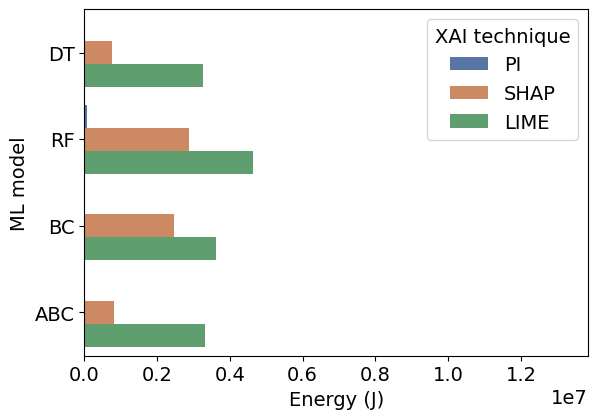 XAI technique
PI
SHAP
LIME
ML model
DT
RF
BC
ABC
0.0 0.2 0.4 0.6 0.8 1.0 1.2
1e7
Energy (J)